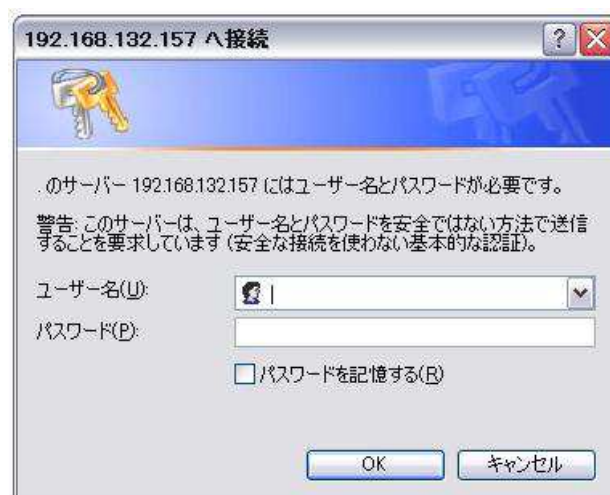 192.168.132.157 へ接続
. のサーバー 192.168.132.157 にはユーザー名とパスワードが必要です。
警告: このサーバーは、ユーザー名とパスワードを安全ではない方法で送信
することを要求しています (安全な接続を使わない基本的な認証)。
ユーザー名(U):
パスワード(P):
パスワードを記憶する(R)
OK キャンセル